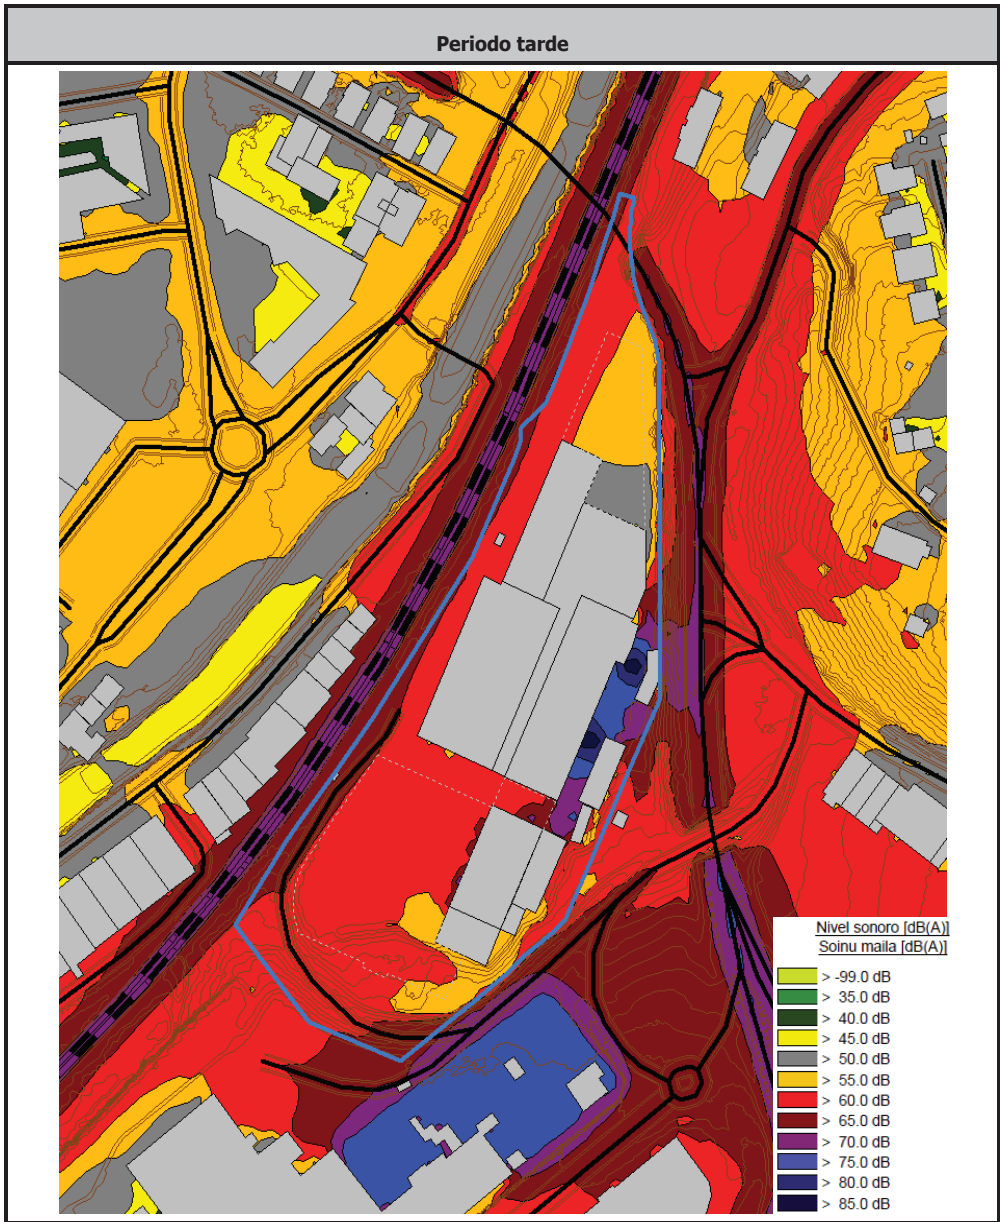 Periodo tarde
Nivel sonoro [dB(A)]
Soinu maila [dB(A)]
> -99.0 dB
> 35.0 dB
> 40.0 dB
> 45.0 dB
> 50.0 dB
> 55.0 dB
> 60.0 dB
> 65.0 dB
> 70.0 dB
> 75.0 dB
> 80.0 dB
> 85.0 dB